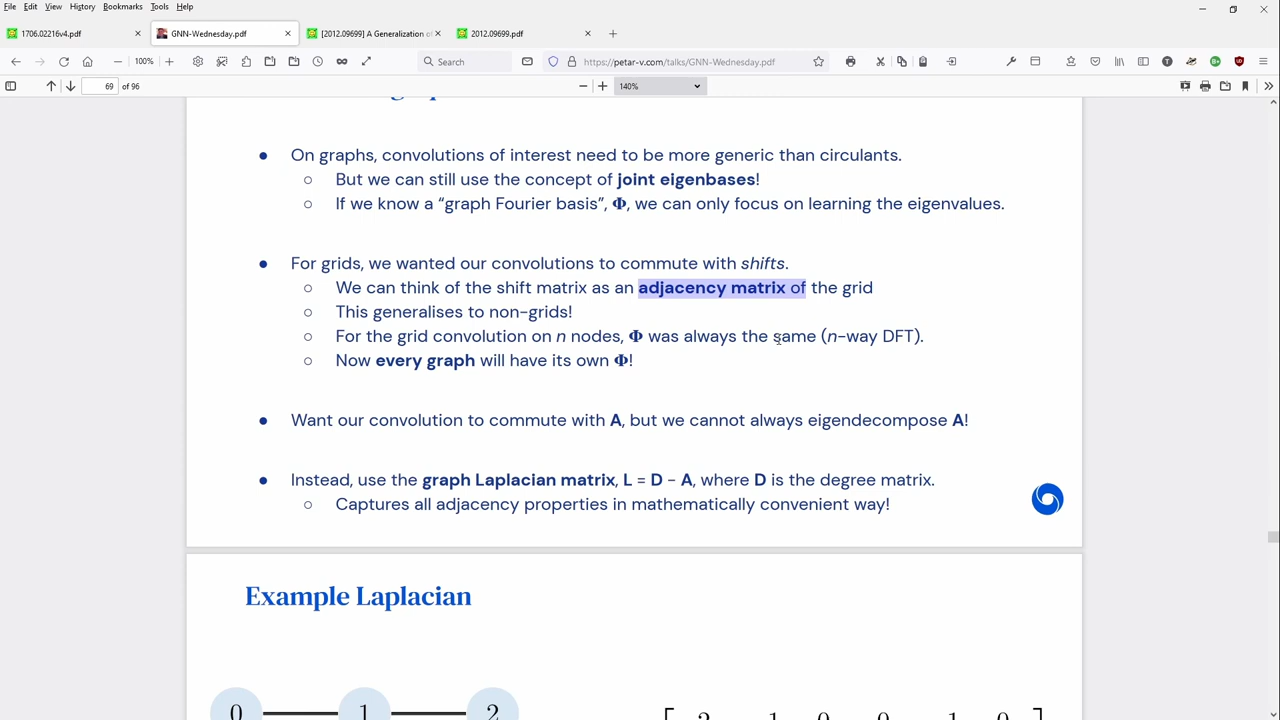 File Edit View History Bookmarks Tools Help
1706.02216v4.pdf
GNN-Wednesday.pdf
[2012.09699] A Generalization o
2012.09699.pdf
100%
Search
https://petar-v.com/talks/GNN-Wednesday.pdf
69 of 96
140%
● On graphs, convolutions of interest need to be more generic than circulants.
○ But we can still use the concept of joint eigenbases!
○ If we know a “graph Fourier basis”, Φ, we can only focus on learning the eigenvalues.
● For grids, we wanted our convolutions to commute with shifts.
○ We can think of the shift matrix as an adjacency matrix of the grid
○ This generalises to non-grids!
○ For the grid convolution on n nodes, Φ was always the same (n-way DFT).
○ Now every graph will have its own Φ!
● Want our convolution to commute with A, but we cannot always eigendecompose A!
● Instead, use the graph Laplacian matrix, L = D − A, where D is the degree matrix.
○ Captures all adjacency properties in mathematically convenient way!
Example Laplacian
0 1 2